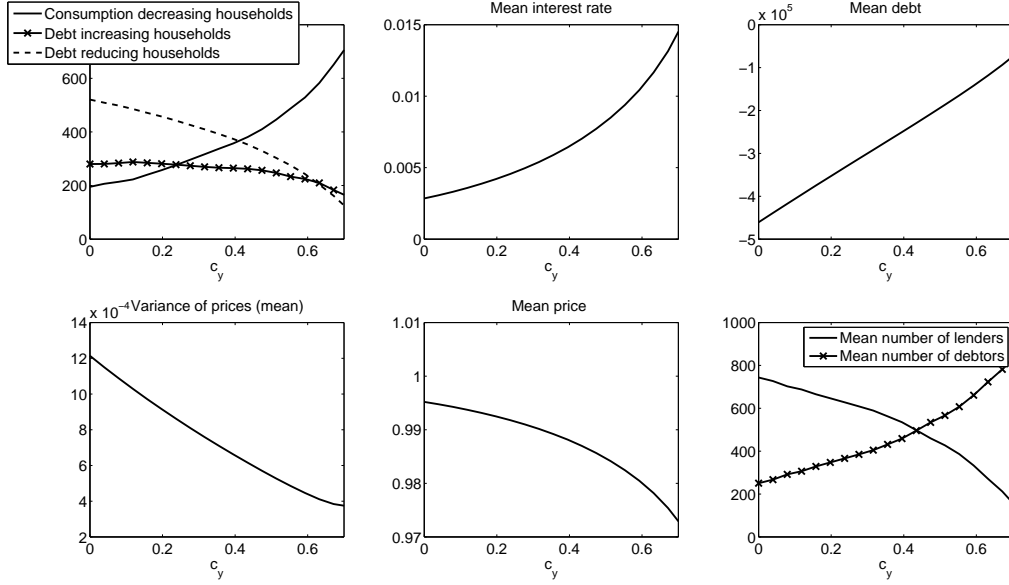 Consumption decreasing households
Debt increasing households
Debt reducing households
600
400
200
0
0 0.2 0.4 0.6
c_y
Mean interest rate
0.015
0.01
0.005
0
0 0.2 0.4 0.6
c_y
x 10^5
Mean debt
−0
−1
−2
−3
−4
−5
0 0.2 0.4 0.6
c_y
x 10^−4
Variance of prices (mean)
14
12
10
8
6
4
2
0 0.2 0.4 0.6
c_y
Mean price
1.01
1
0.99
0.98
0.97
0 0.2 0.4 0.6
c_y
Mean number of lenders
Mean number of debtors
1000
800
600
400
200
0
0 0.2 0.4 0.6
c_y